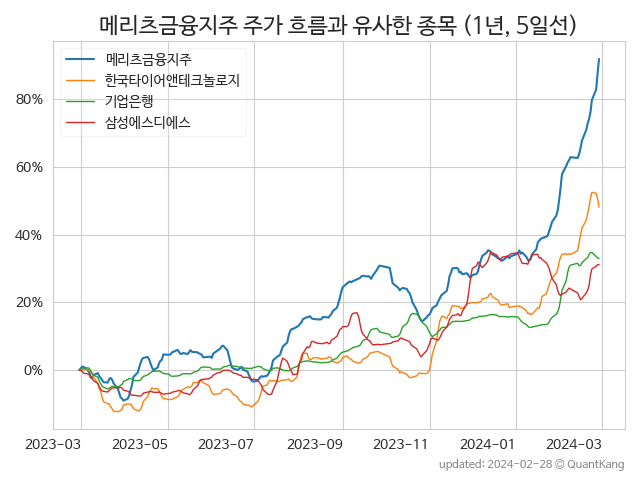 메리츠금융지주 주가 흐름과 유사한 종목 (1년, 5일선)
메리츠금융지주
한국타이어앤테크놀로지
기업은행
삼성에스디에스
80%
60%
40%
20%
0%
2023-03 2023-05 2023-07 2023-09 2023-11 2024-01 2024-03
updated: 2024-02-28 © QuantKang